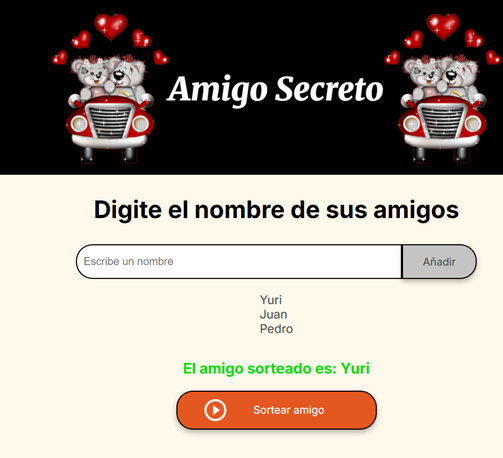 Amigo Secreto
Digite el nombre de sus amigos
Escribe un nombre
Añadir
Yuri
Juan
Pedro
El amigo sorteado es: Yuri
Sortear amigo